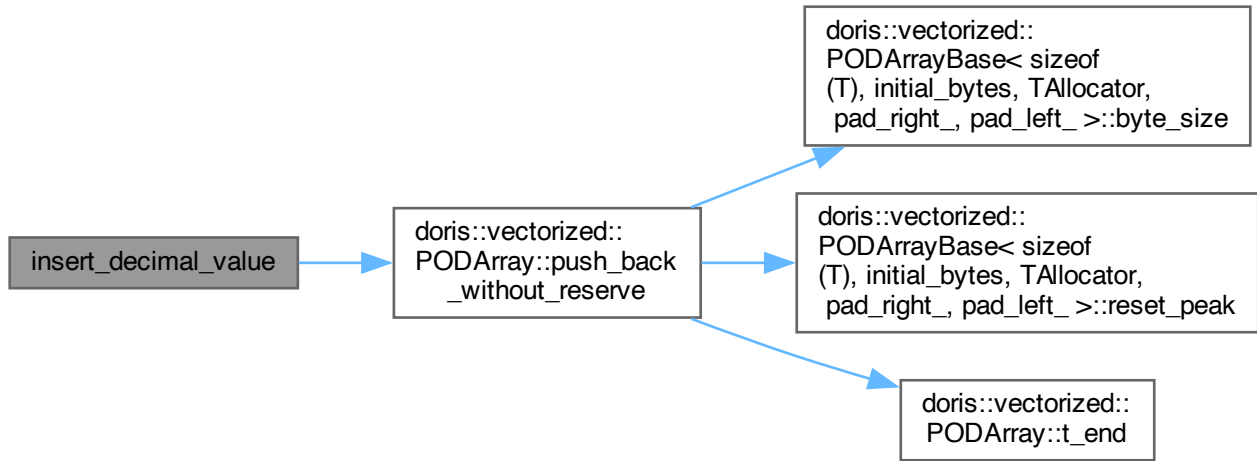 insert_decimal_value
doris::vectorized::
PODArray::push_back
_without_reserve
doris::vectorized::
PODArrayBase< sizeof
(T), initial_bytes, TAllocator,
pad_right_, pad_left_ >::byte_size
doris::vectorized::
PODArrayBase< sizeof
(T), initial_bytes, TAllocator,
pad_right_, pad_left_ >::reset_peak
doris::vectorized::
PODArray::t_end